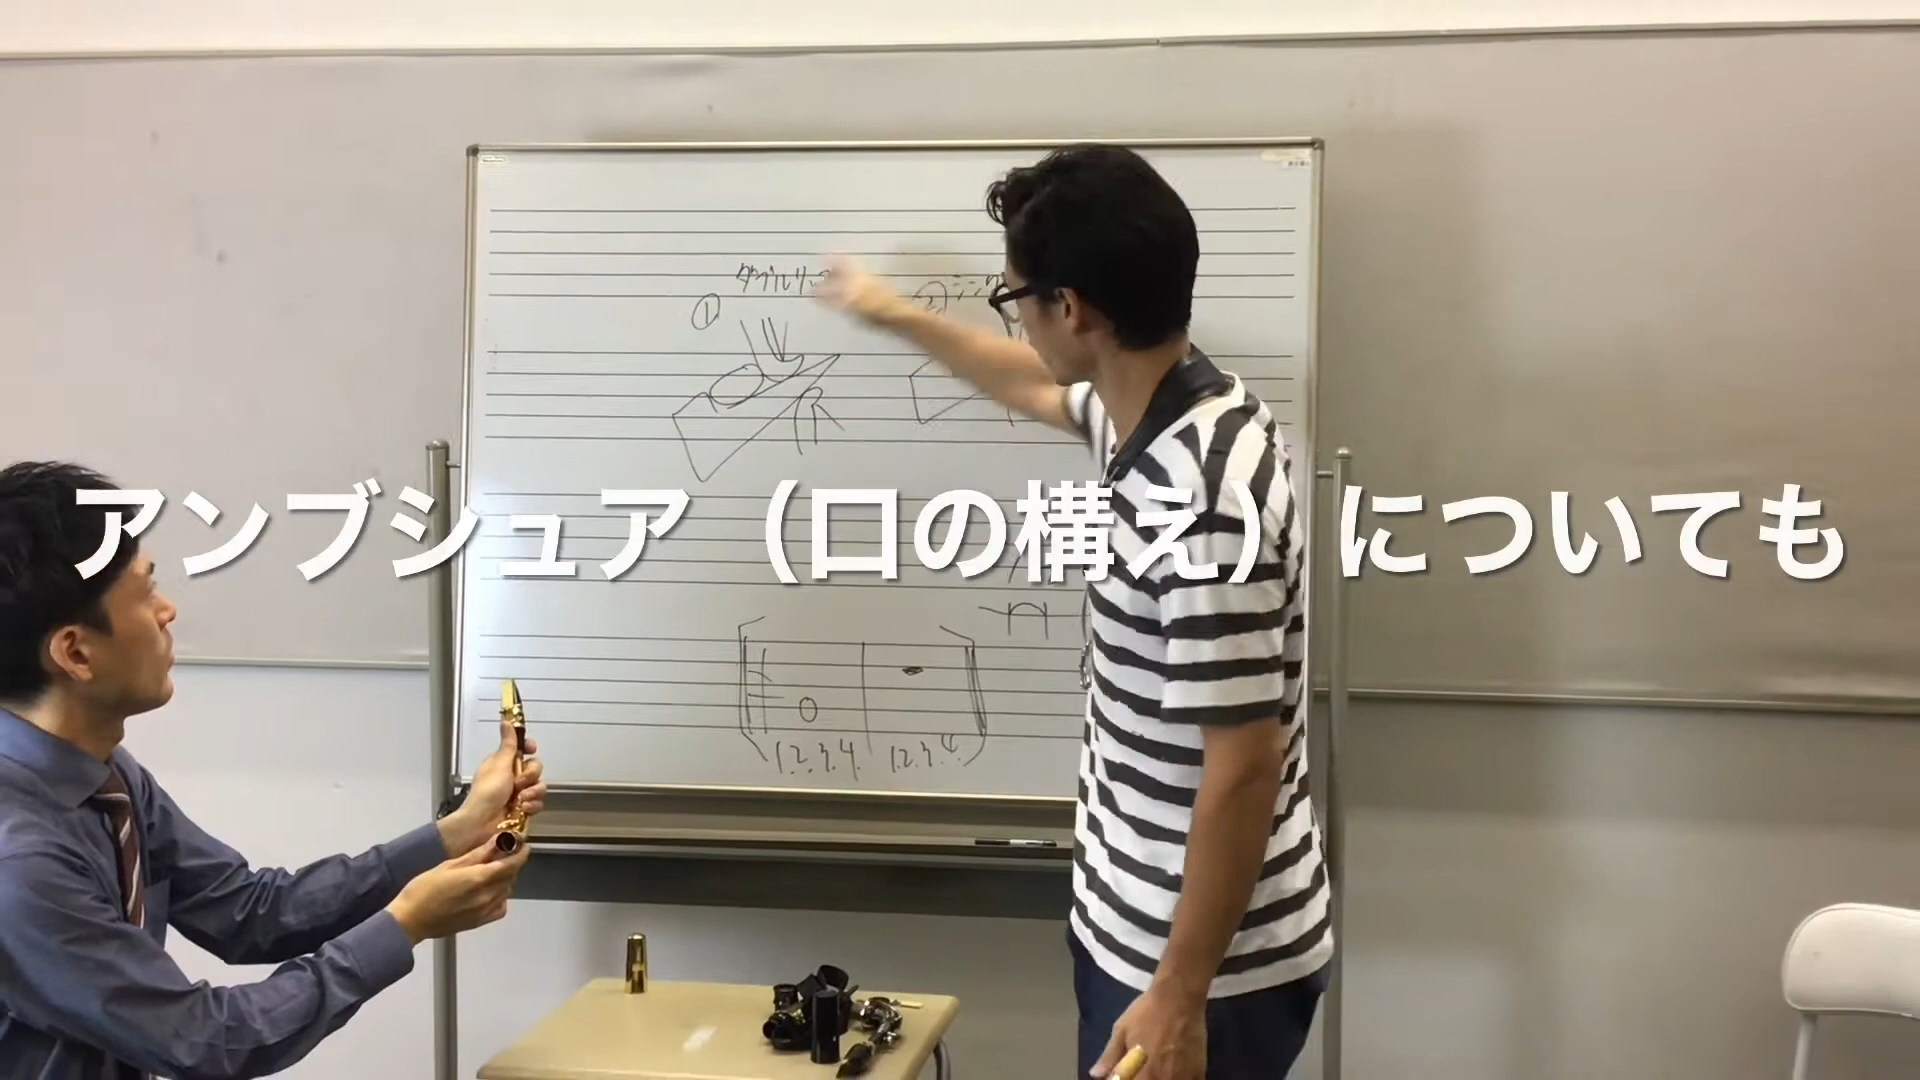 ダブルリップ
① ②
アンブシュア（口の構え）についても
1.2.3.4. 1.2.3.4.